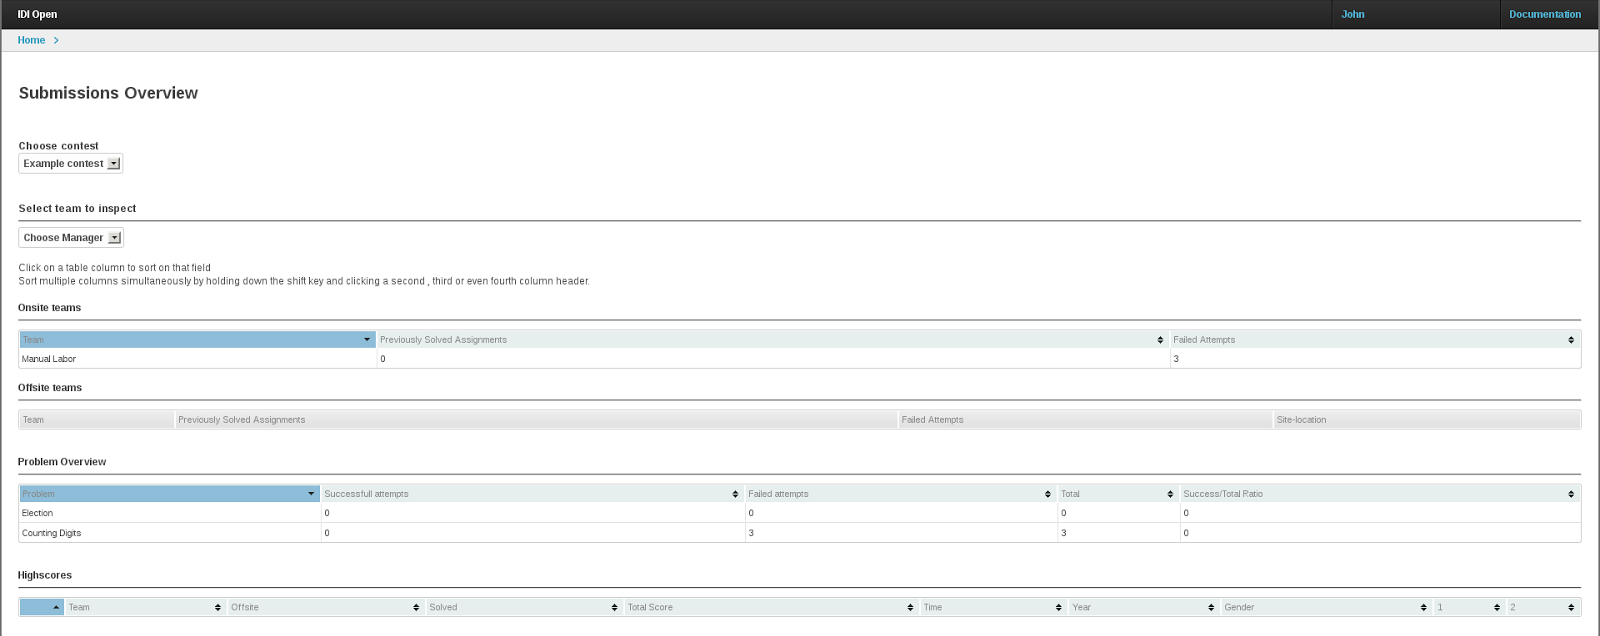 IDI Open John Documentation
Home >
Submissions Overview
Choose contest
Example contest
Select team to inspect
Choose Manager
Click on a table column to sort on that field
Sort multiple columns simultaneously by holding down the shift key and clicking a second , third or even fourth column header.
Onsite teams
Team Previously Solved Assignments Failed Attempts
Manual Labor 0 3
Offsite teams
Team Previously Solved Assignments Failed Attempts Site-location
Problem Overview
Problem Successfull attempts Failed attempts Total Success/Total Ratio
Election 0 0 0 0
Counting Digits 0 3 3 0
Highscores
Team Offsite Solved Total Score Time Year Gender 1 2